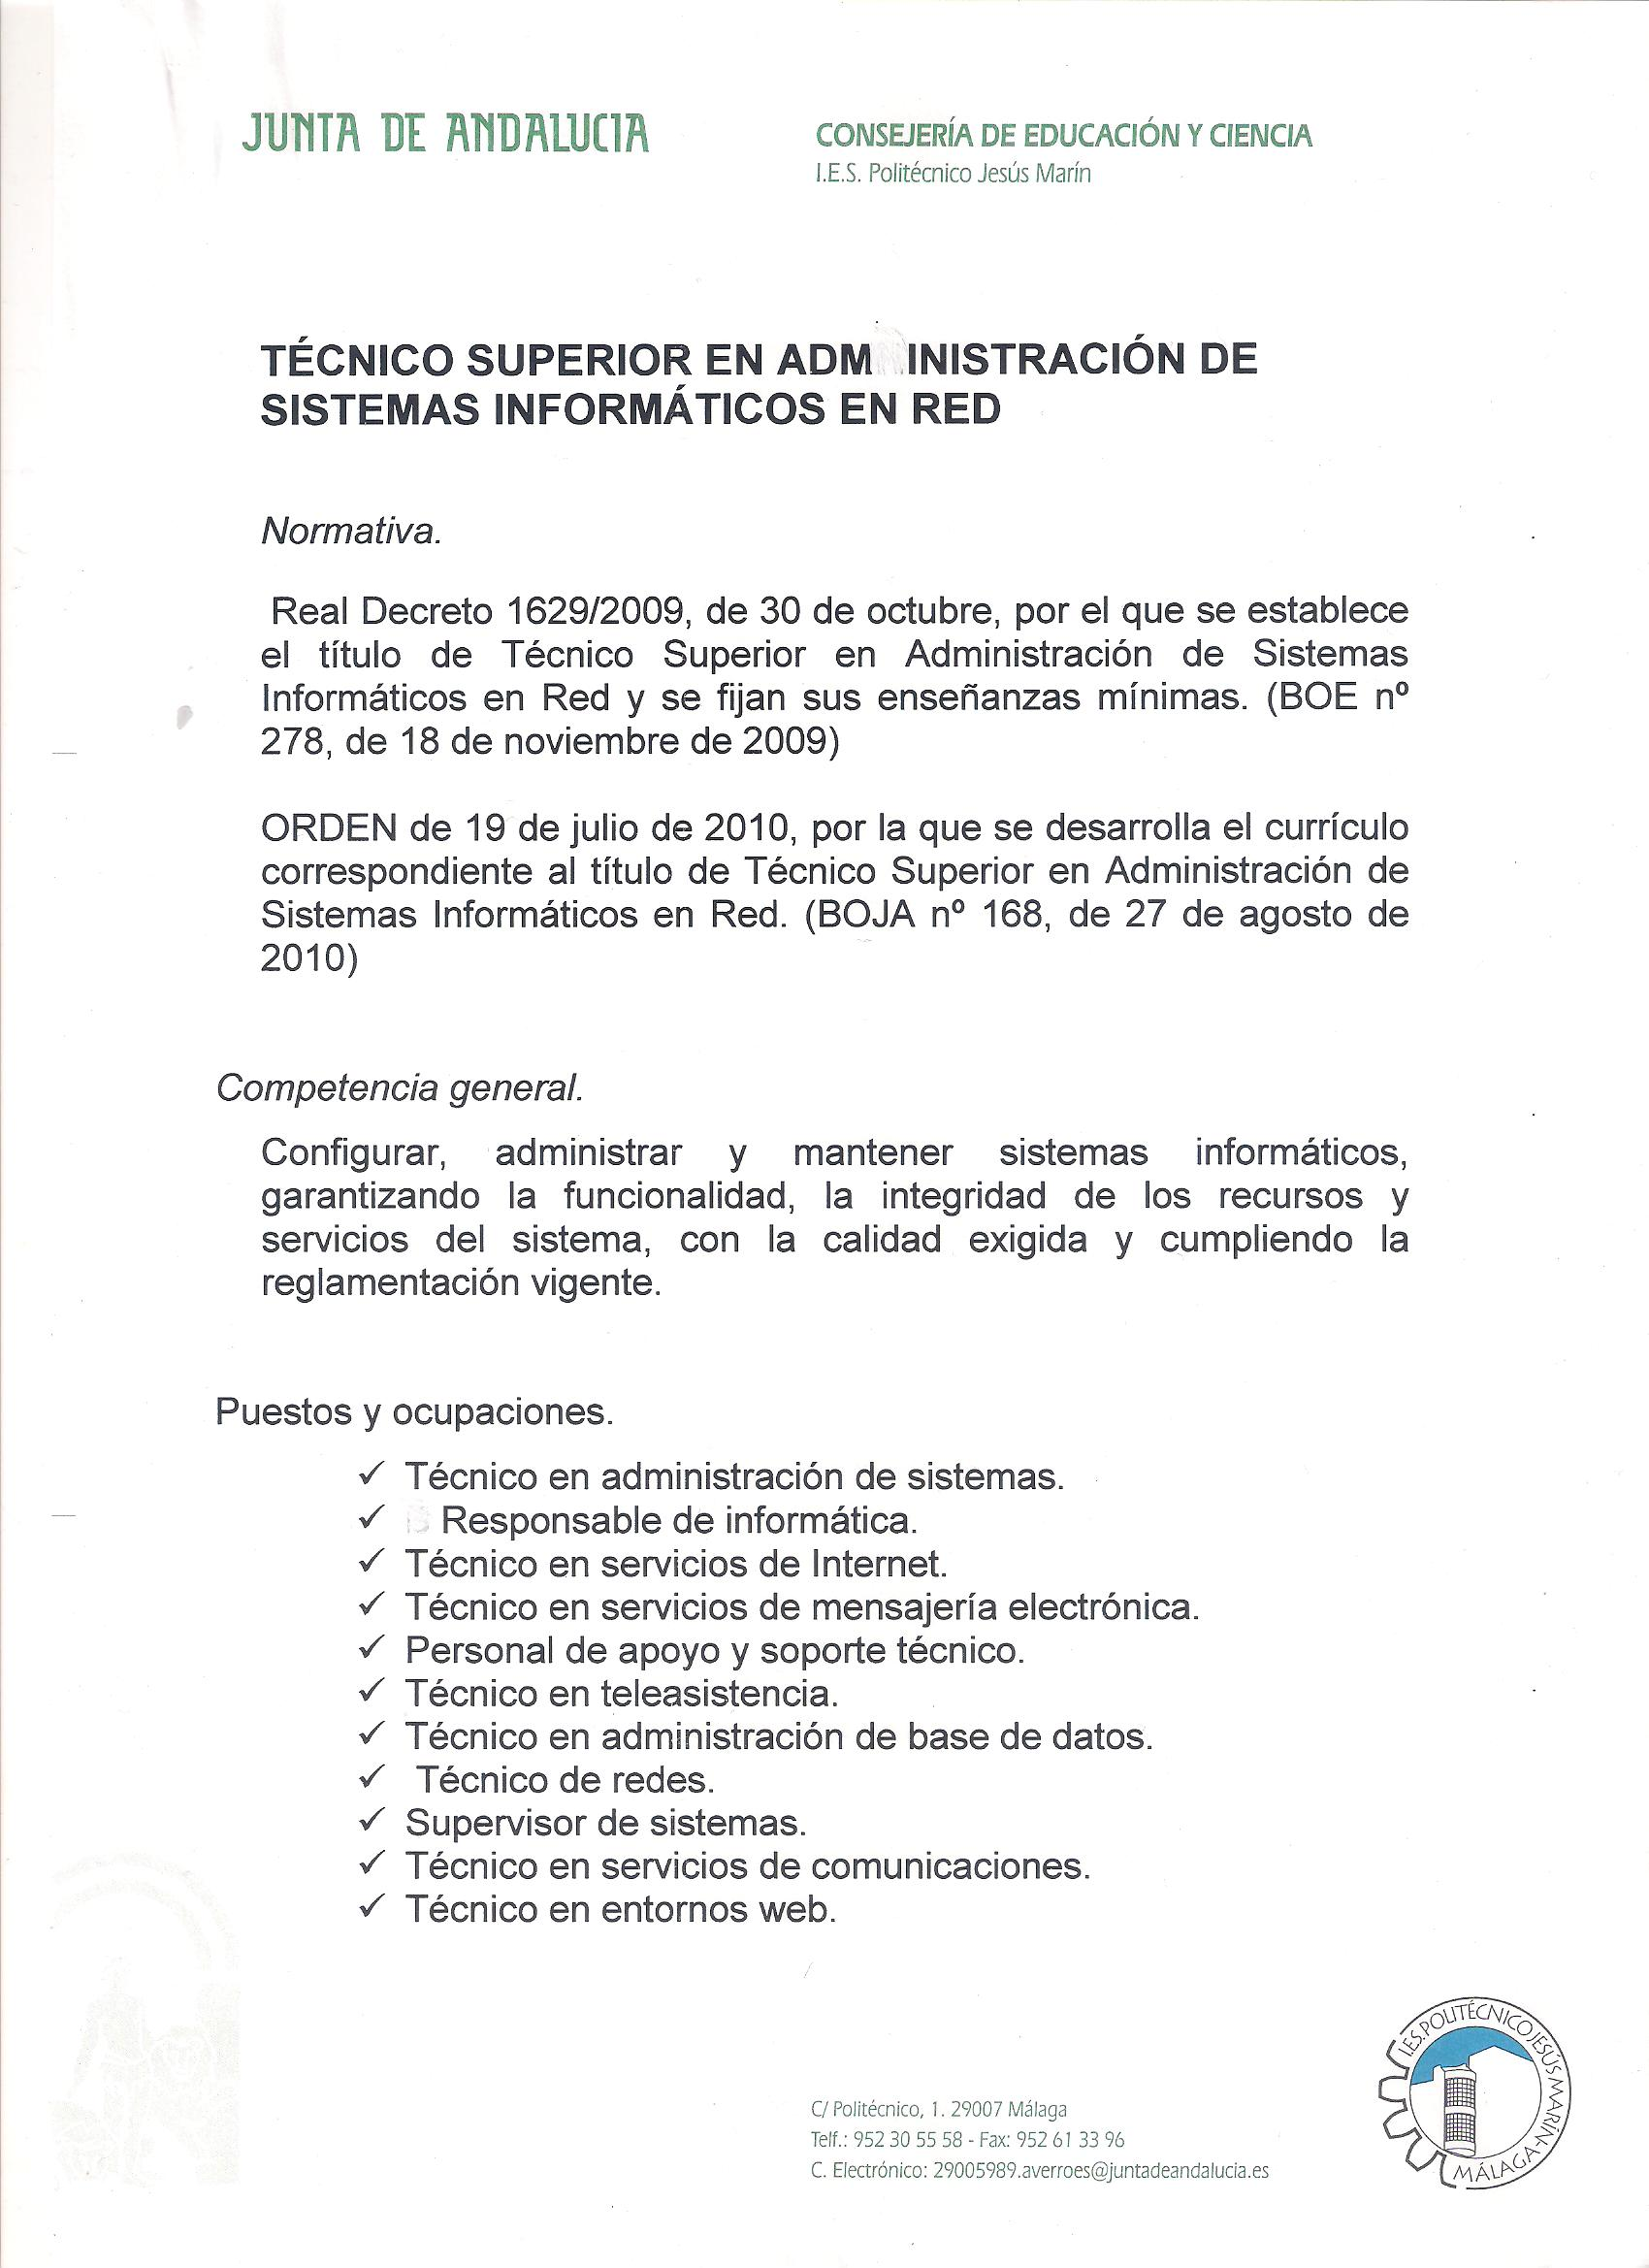 JUNTA DE ANDALUCIA
CONSEJERÍA DE EDUCACIÓN Y CIENCIA
I.E.S. Politécnico Jesús Marín
TÉCNICO SUPERIOR EN ADM INISTRACIÓN DE
SISTEMAS INFORMÁTICOS EN RED
Normativa.
Real Decreto 1629/2009, de 30 de octubre, por el que se establece
el título de Técnico Superior en Administración de Sistemas
Informáticos en Red y se fijan sus enseñanzas mínimas. (BOE nº
278, de 18 de noviembre de 2009)
ORDEN de 19 de julio de 2010, por la que se desarrolla el currículo
correspondiente al título de Técnico Superior en Administración de
Sistemas Informáticos en Red. (BOJA nº 168, de 27 de agosto de
2010)
Competencia general.
Configurar, administrar y mantener sistemas informáticos,
garantizando la funcionalidad, la integridad de los recursos y
servicios del sistema, con la calidad exigida y cumpliendo la
reglamentación vigente.
Puestos y ocupaciones.
✓ Técnico en administración de sistemas.
✓ Responsable de informática.
✓ Técnico en servicios de Internet.
✓ Técnico en servicios de mensajería electrónica.
✓ Personal de apoyo y soporte técnico.
✓ Técnico en teleasistencia.
✓ Técnico en administración de base de datos.
✓ Técnico de redes.
✓ Supervisor de sistemas.
✓ Técnico en servicios de comunicaciones.
✓ Técnico en entornos web.
C/ Politécnico, 1. 29007 Málaga
Telf.: 952 30 55 58 - Fax: 952 61 33 96
C. Electrónico: 29005989.averroes@juntadeandalucia.es
I.E.S. POLITÉCNICO JESÚS MARÍN-MÁLAGA-